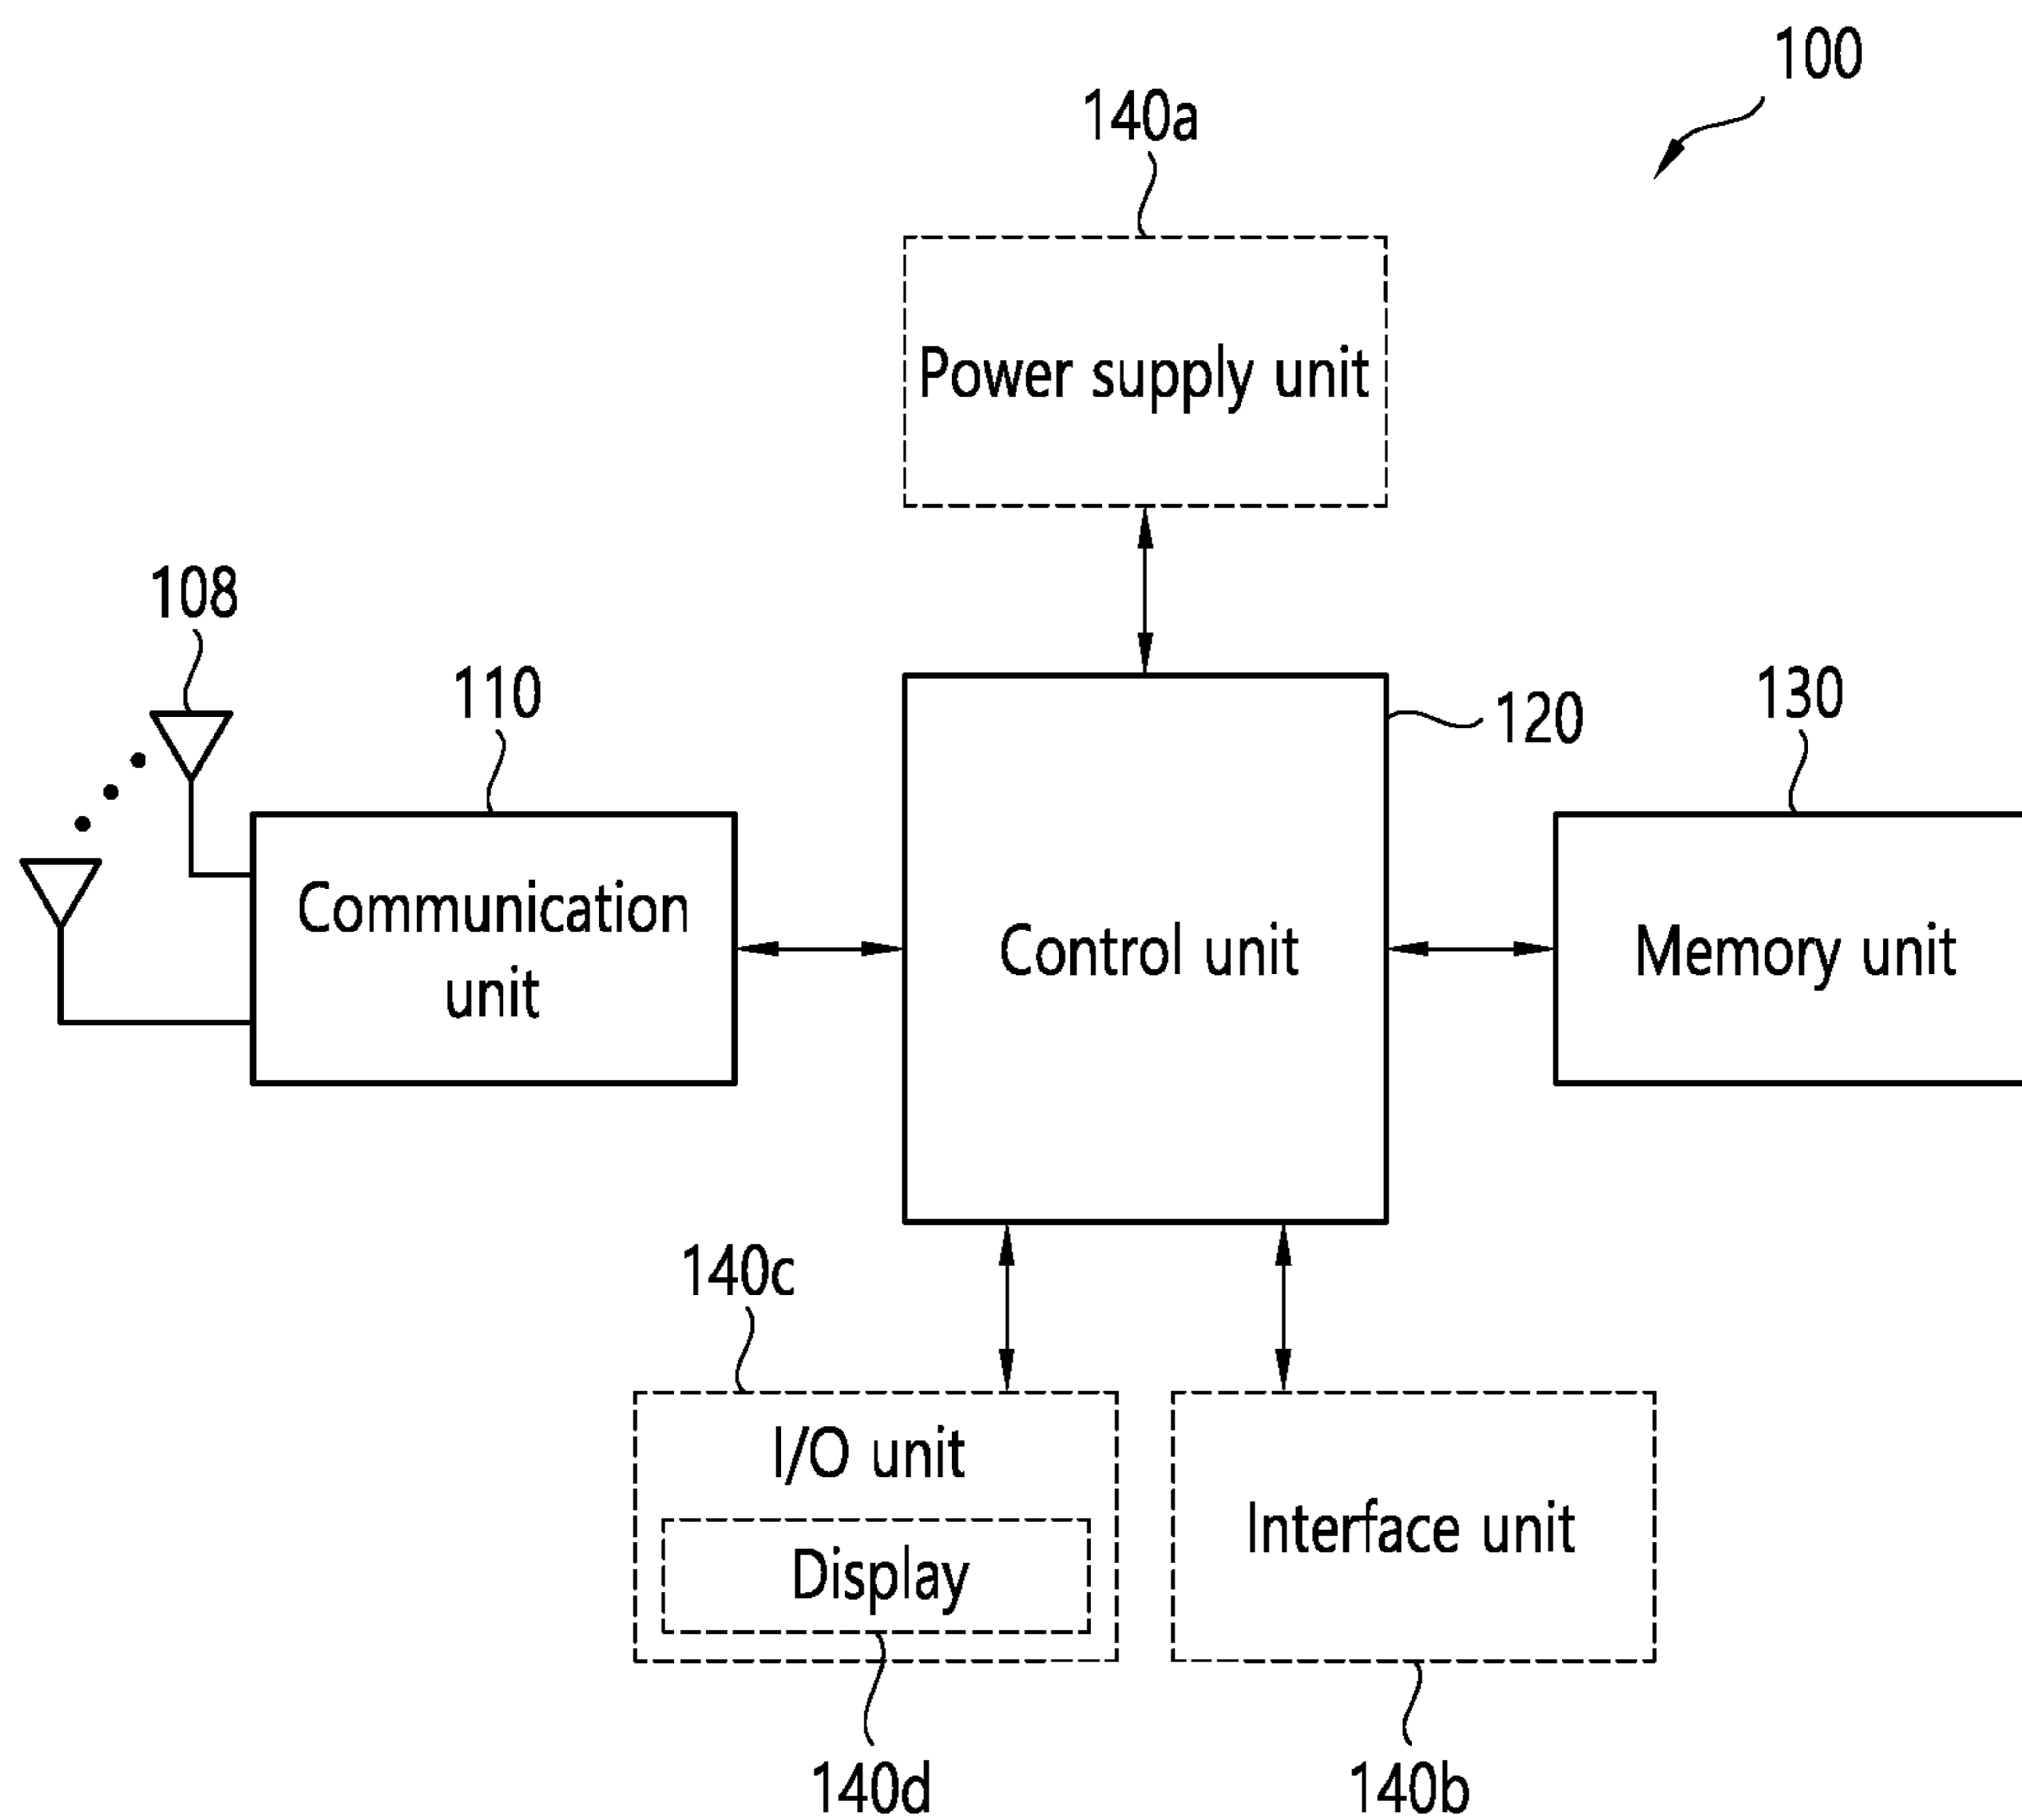 100
140a
Power supply unit
108
110
120
130
Communication
unit
Control unit
Memory unit
140c
I/O unit
Display
Interface unit
140d
140b